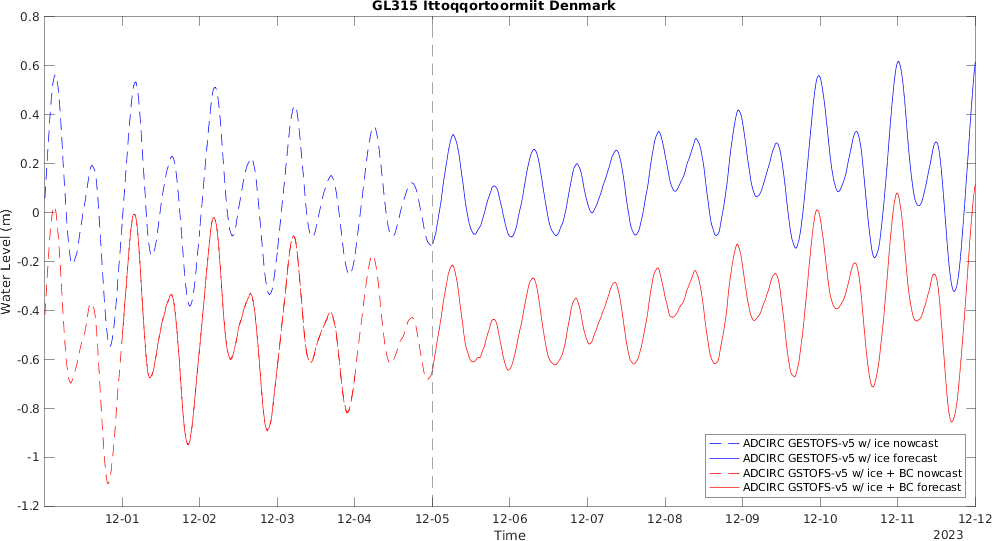 GL315 Ittoqqortoormiit Denmark
0.8
0.6
0.4
0.2
0
-0.2
-0.4
-0.6
-0.8
-1
-1.2
Water Level (m)
12-01 12-02 12-03 12-04 12-05 12-06 12-07 12-08 12-09 12-10 12-11 12-12
Time
2023
ADCIRC GESTOFS-v5 w/ ice nowcast
ADCIRC GESTOFS-v5 w/ ice forecast
ADCIRC GSTOFS-v5 w/ ice + BC nowcast
ADCIRC GSTOFS-v5 w/ ice + BC forecast